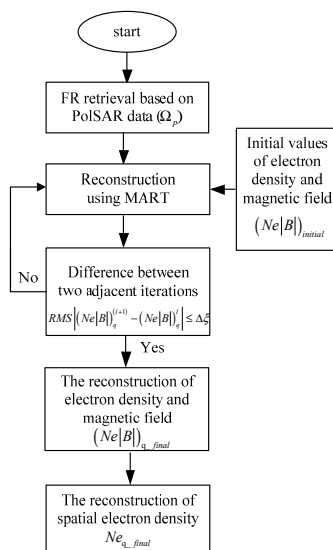 start
FR retrieval based on
PolSAR data (Ω_p)
Initial values
of electron
density and
magnetic field
(Ne|B|)_initial
Reconstruction
using MART
No
Difference between
two adjacent iterations
RMS|(Ne|B|)_q^(l+1) − (Ne|B|)_q^l| ≤ Δξ
Yes
The reconstruction of
electron density and
magnetic field
(Ne|B|)_q_final
The reconstruction of
spatial electron density
Ne_q_final